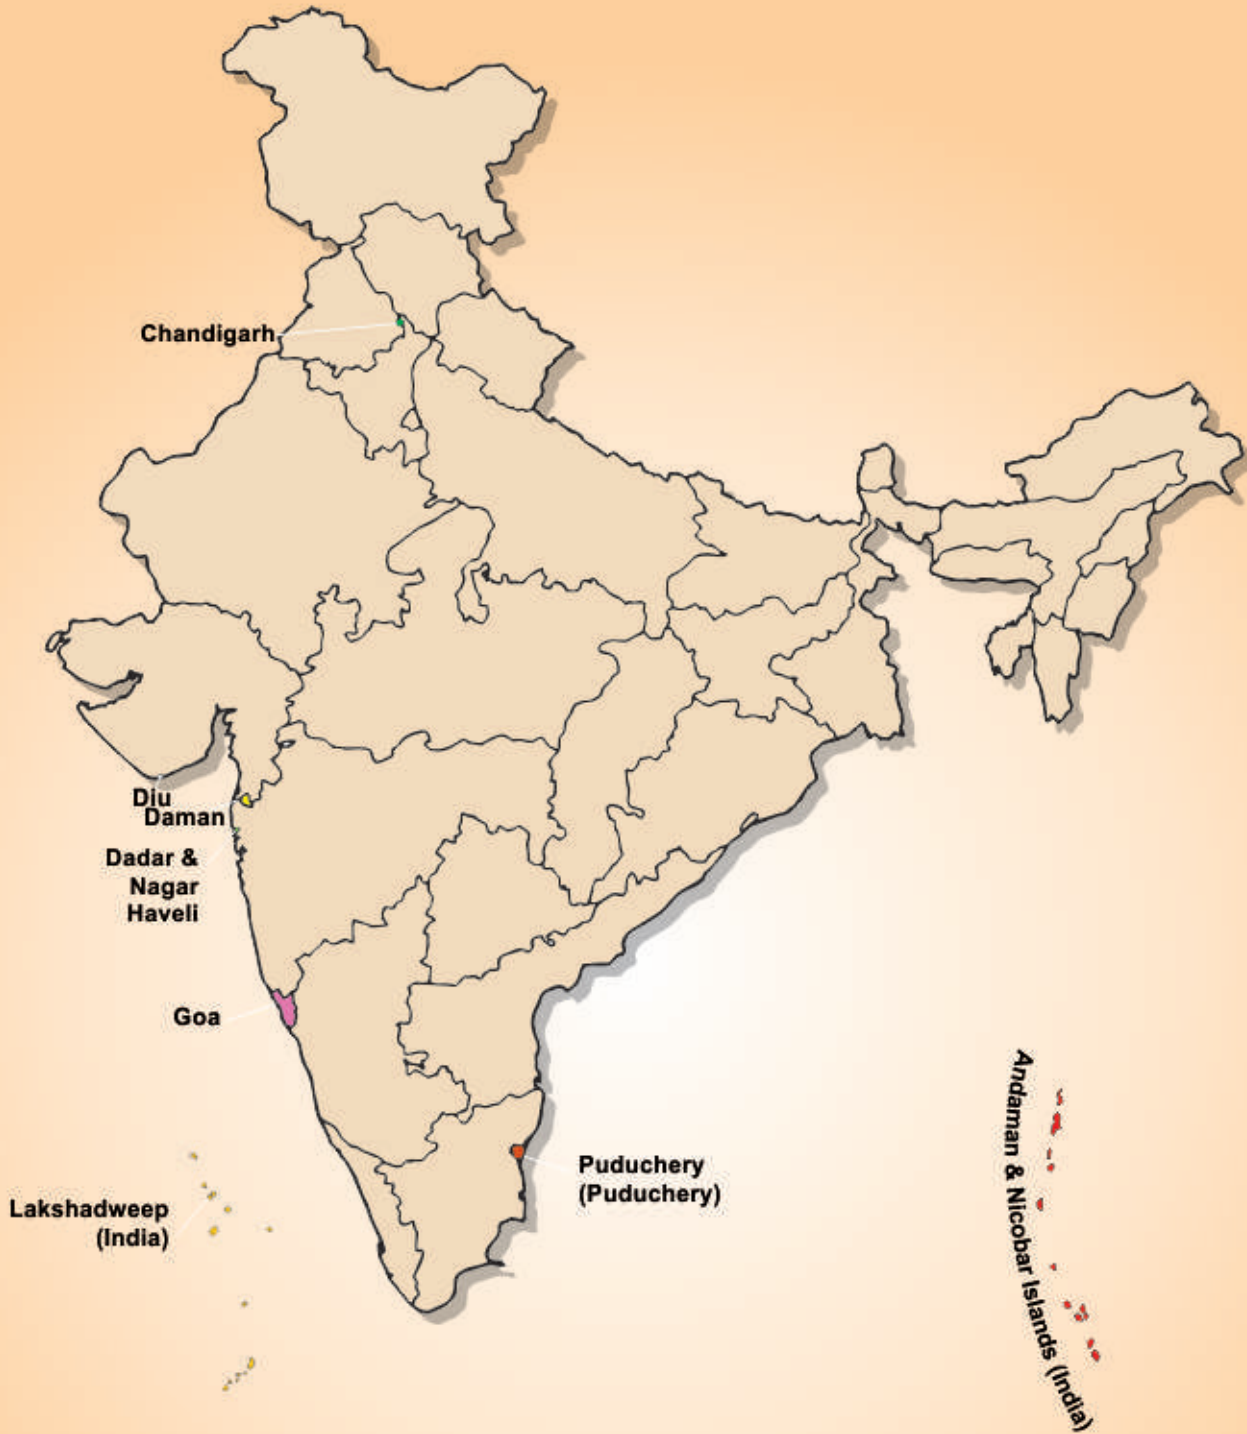 Chandigarh
Diu
Daman
Dadar &
Nagar
Haveli
Goa
Puduchery
(Puduchery)
Lakshadweep
(India)
Andaman & Nicobar Islands (India)